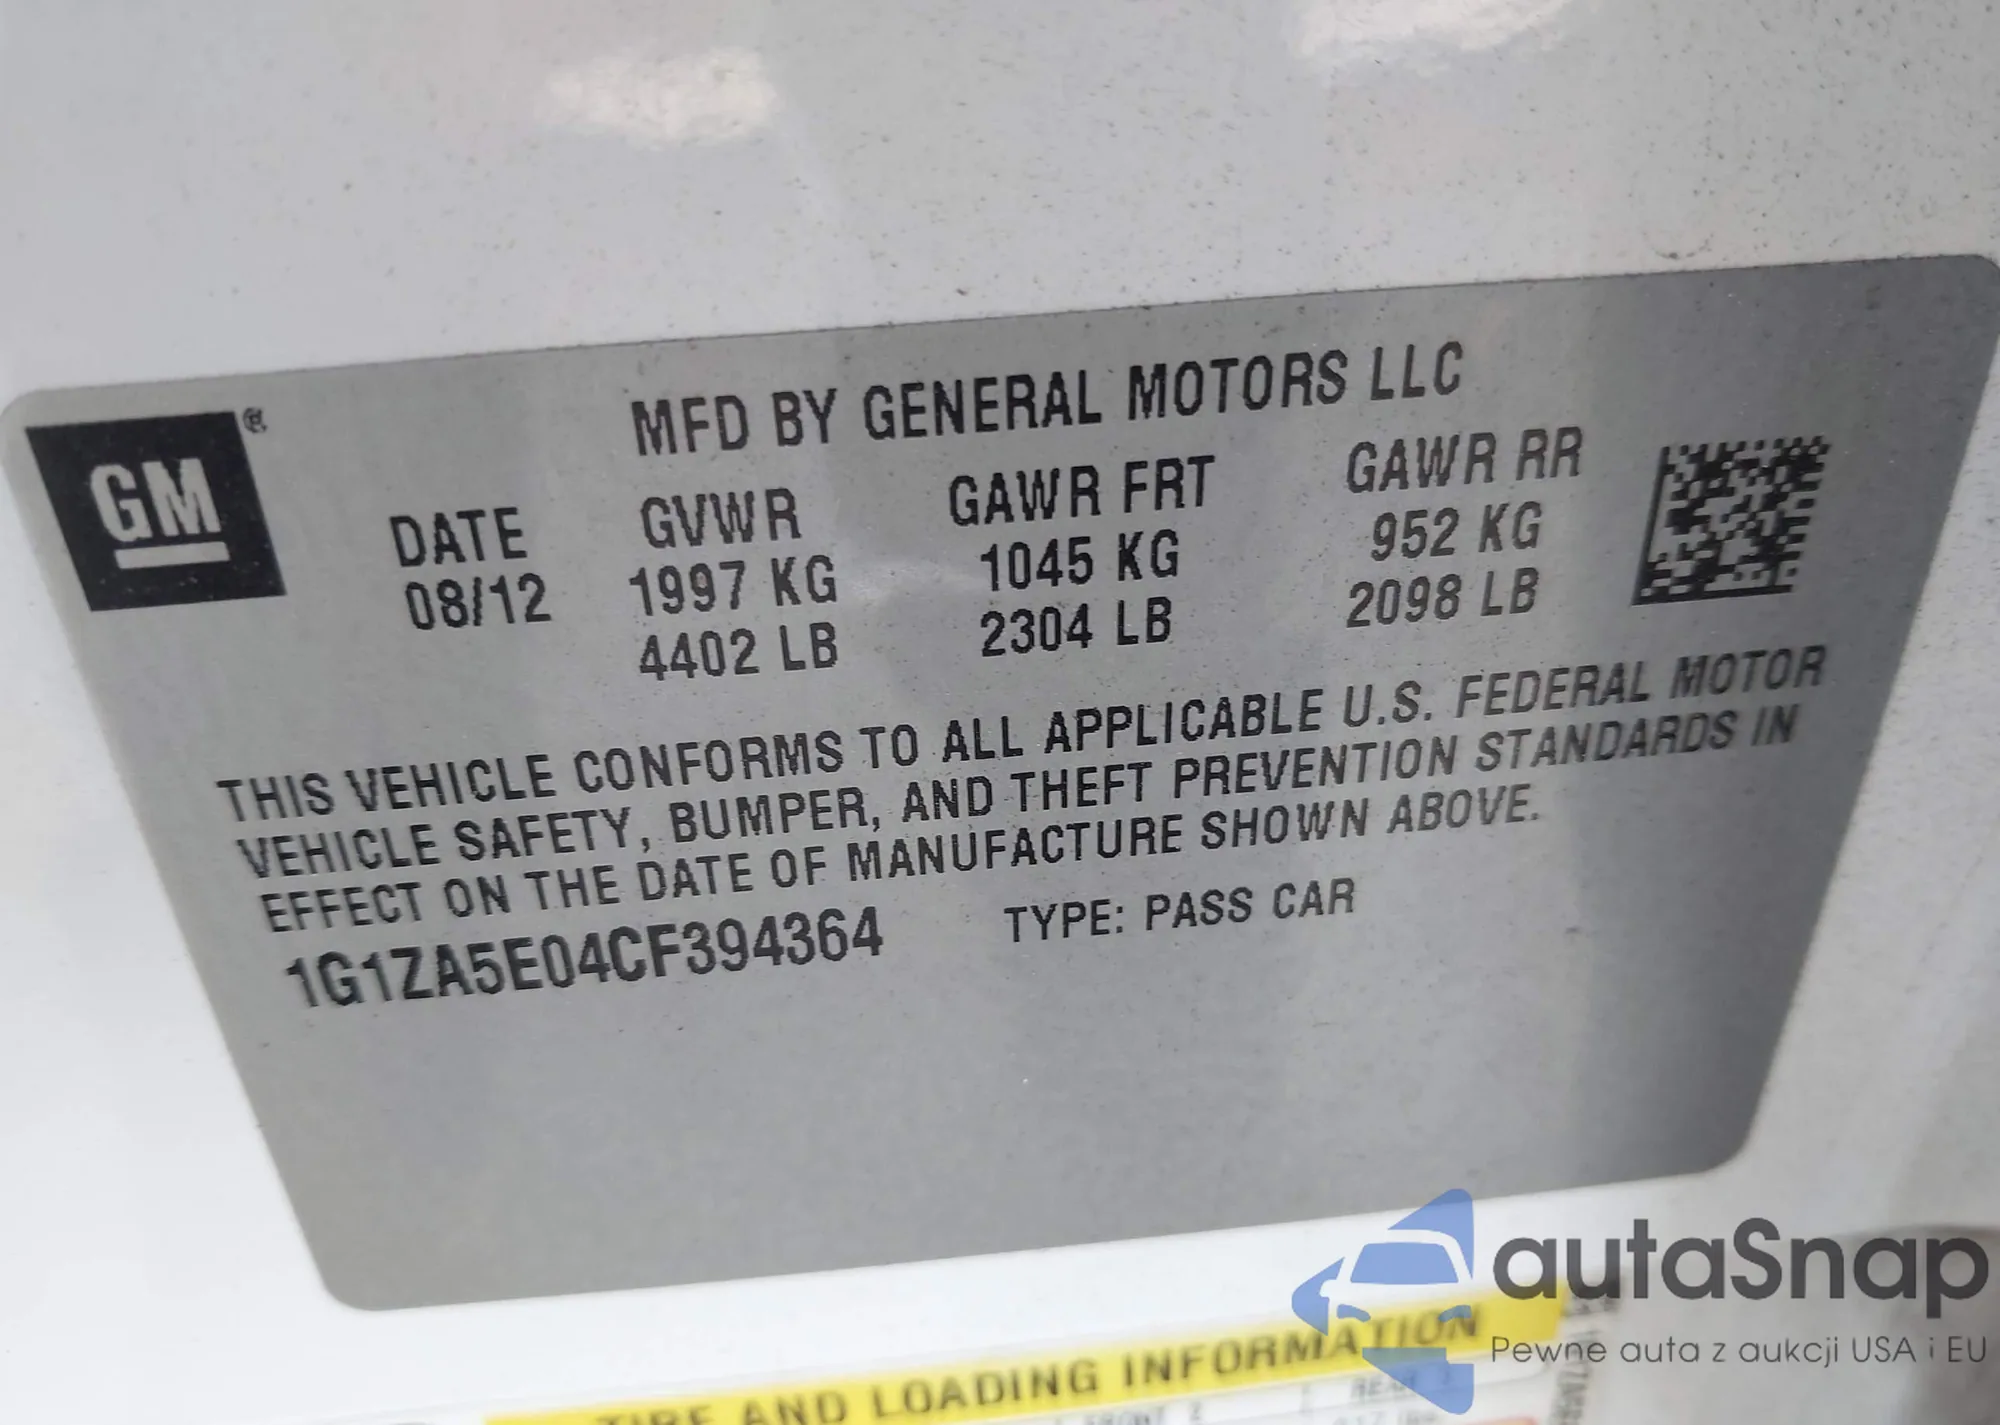 MFD BY GENERAL MOTORS LLC
GM®
DATE GVWR GAWR FRT GAWR RR
08/12 1997 KG 1045 KG 952 KG
4402 LB 2304 LB 2098 LB
THIS VEHICLE CONFORMS TO ALL APPLICABLE U.S. FEDERAL MOTOR
VEHICLE SAFETY, BUMPER, AND THEFT PREVENTION STANDARDS IN
EFFECT ON THE DATE OF MANUFACTURE SHOWN ABOVE.
1G1ZA5E04CF394364 TYPE: PASS CAR
autaSnap
Pewne auta z aukcji USA i EU
TIRE AND LOADING INFORMATION